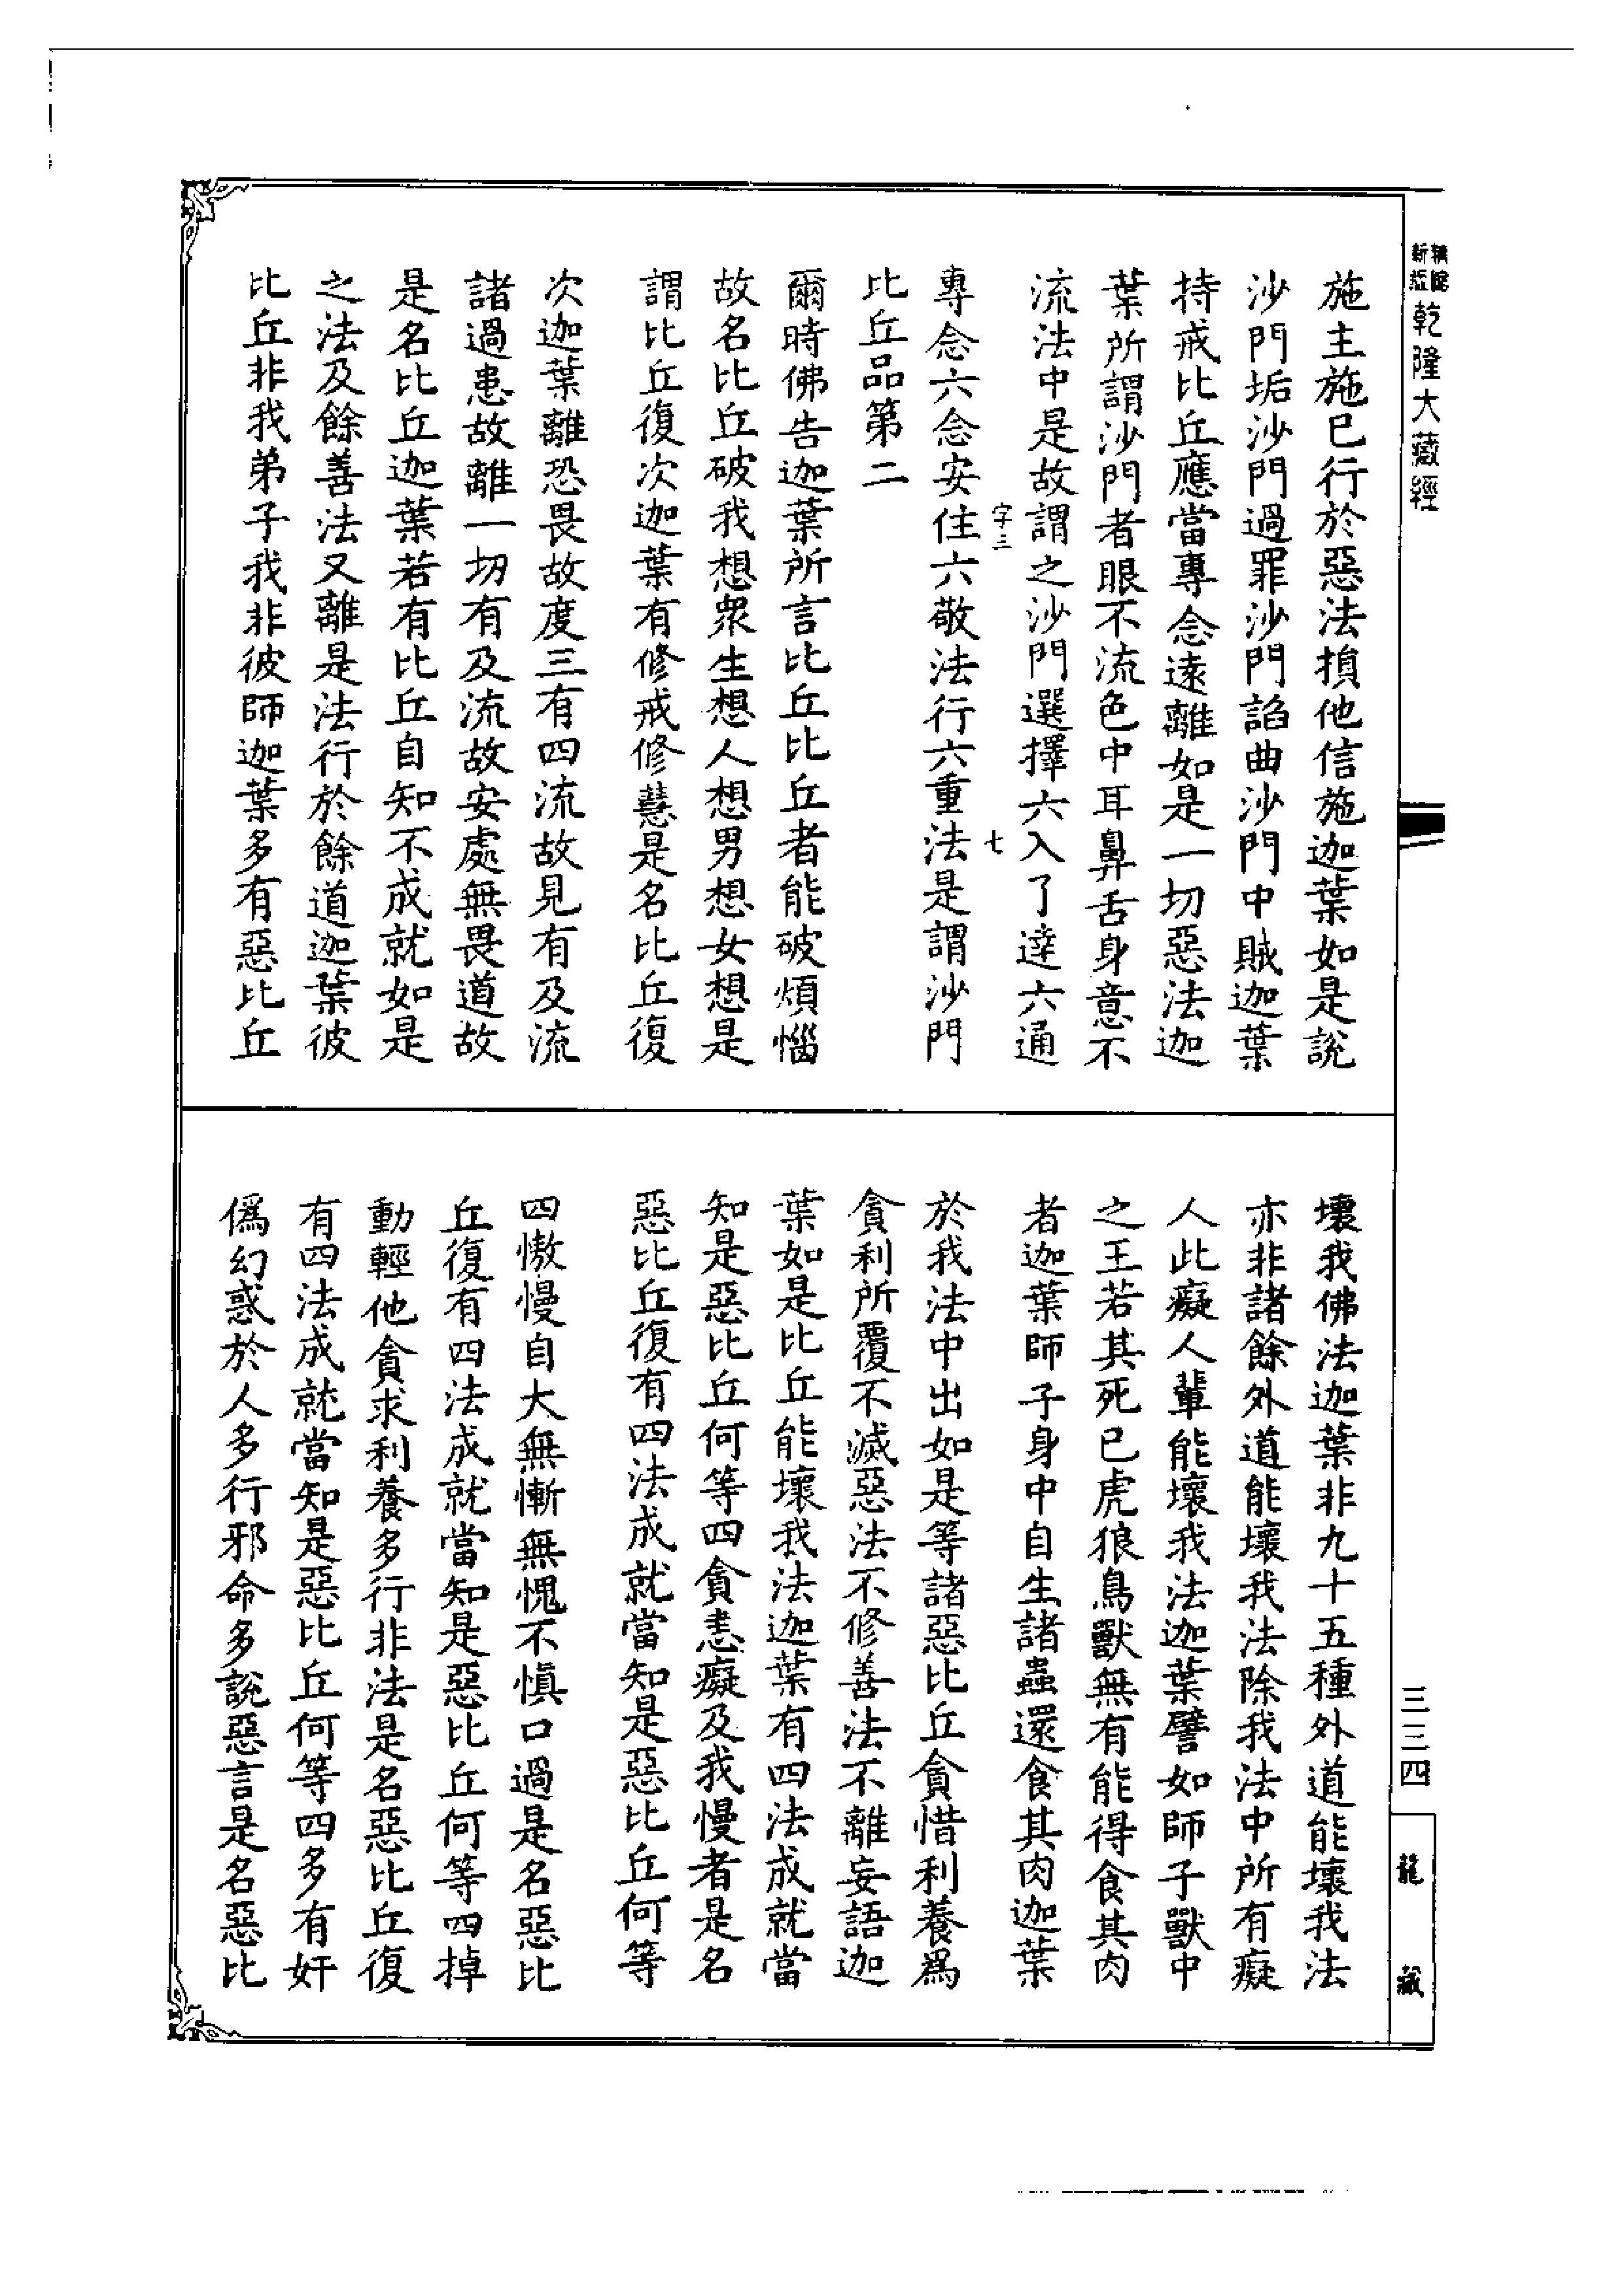 乾隆大藏經
施主施已行於惡法損他信施迦葉如是說
沙門垢沙門過罪沙門諂曲沙門中賊迦葉
持戒比丘應當專念遠離如是一切惡法迦
葉所謂沙門者眼不流色中耳鼻舌身意不
流法中是故謂之沙門選擇六入了達六通
字三 七
專念六念安住六敬法行六重法是謂沙門
比丘品第二
爾時佛告迦葉所言比丘比丘者能破煩惱
故名比丘破我想眾生想人想男想女想是
謂比丘復次迦葉有修戒修慧是名比丘復
次迦葉離恐畏故度三有四流故見有及流
諸過患故離一切有及流故安處無畏道故
是名比丘迦葉若有比丘自知不成就如是
之法及餘善法又離是法行於餘道迦葉彼
比丘非我弟子我非彼師迦葉多有惡比丘
壞我佛法迦葉非九十五種外道能壞我法
亦非諸餘外道能壞我法除我法中所有癡
人此癡人輩能壞我法迦葉譬如師子獸中
之王若其死已虎狼鳥獸無有能得食其肉
者迦葉師子身中自生諸蟲還食其肉迦葉
於我法中出如是等諸惡比丘貪惜利養為
貪利所覆不滅惡法不修善法不離妄語迦
葉如是比丘能壞我法迦葉有四法成就當
知是惡比丘何等四貪恚癡及我慢者是名
惡比丘復有四法成就當知是惡比丘何等
四慠慢自大無慚無愧不慎口過是名惡比
丘復有四法成就當知是惡比丘何等四掉
動輕他貪求利養多行非法是名惡比丘復
有四法成就當知是惡比丘何等四多有奸
偽幻惑於人多行邪命多說惡言是名惡比
三三四
龍藏